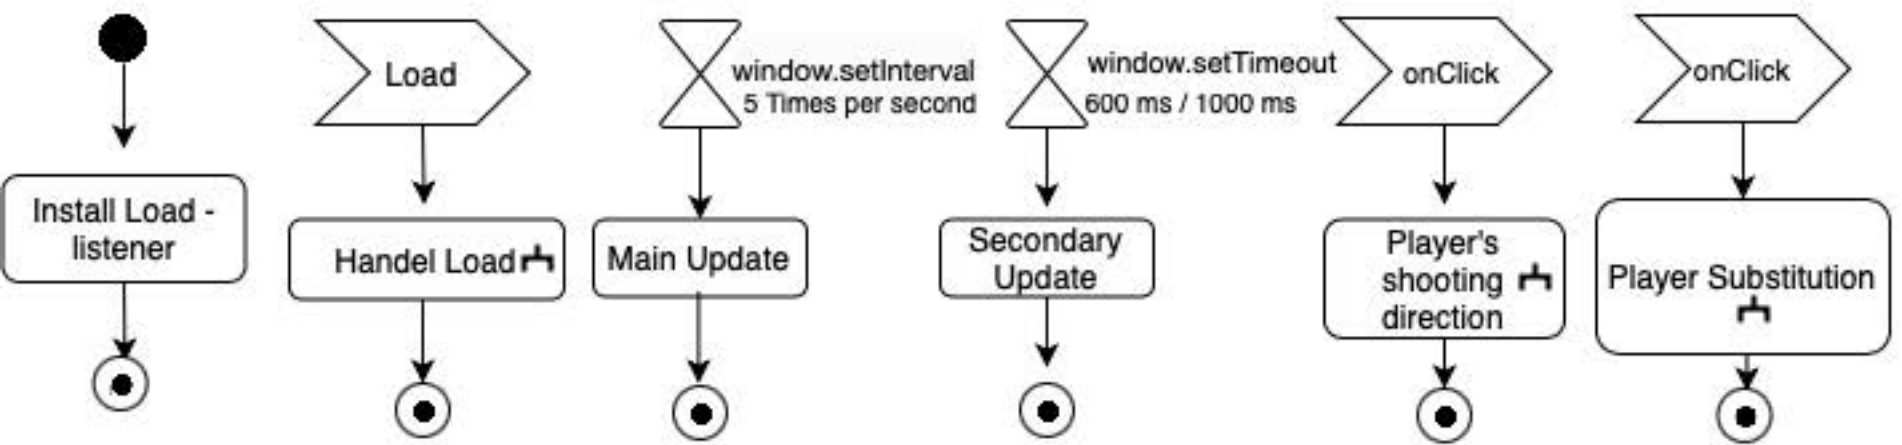 Install Load -
listener
Load
Handel Load
window.setInterval
5 Times per second
Main Update
window.setTimeout
600 ms / 1000 ms
Secondary
Update
onClick
Player's
shooting
direction
onClick
Player Substitution